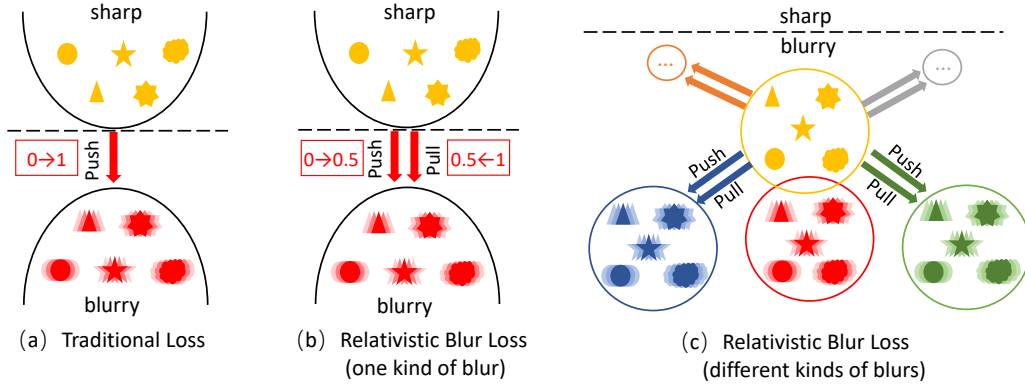 sharp
Push
0→1
blurry
(a) Traditional Loss
sharp
Push
Pull
0→0.5
0.5←1
blurry
(b) Relativistic Blur Loss
(one kind of blur)
sharp
blurry
...
...
Push
Pull
Push
Pull
(c) Relativistic Blur Loss
(different kinds of blurs)